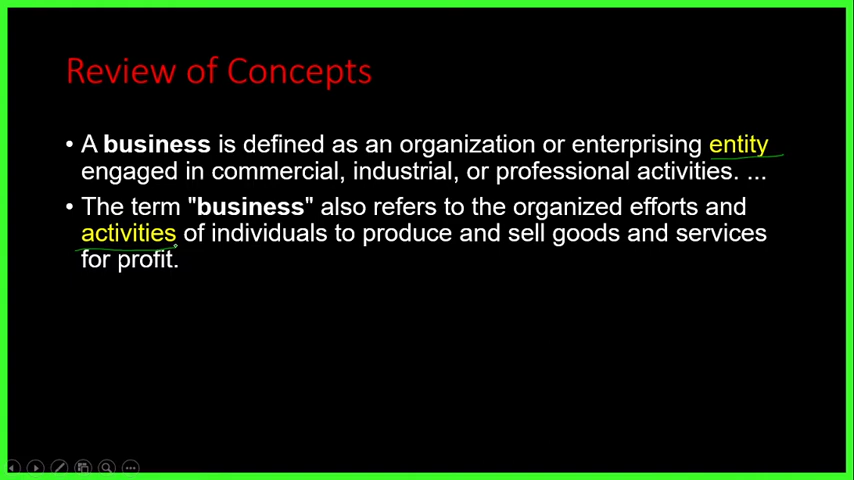 Review of Concepts
• A business is defined as an organization or enterprising entity
engaged in commercial, industrial, or professional activities. ...
• The term "business" also refers to the organized efforts and
activities of individuals to produce and sell goods and services
for profit.